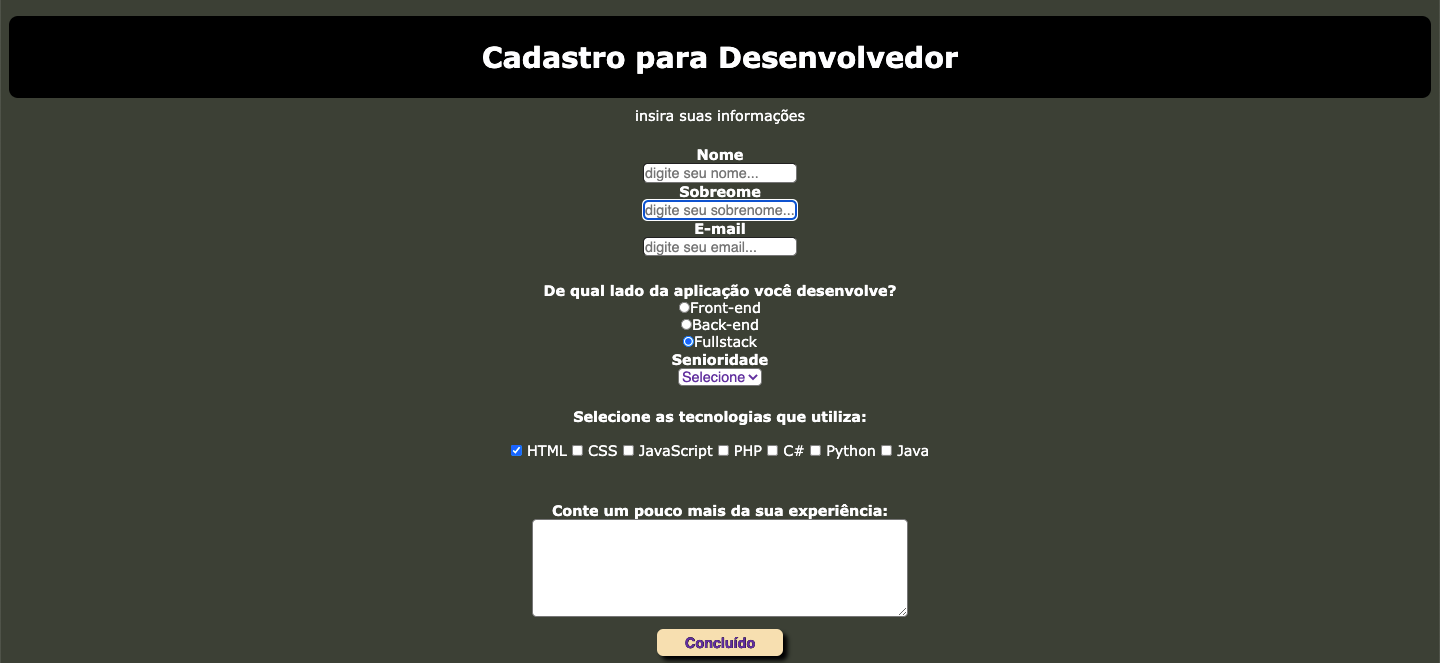 Cadastro para Desenvolvedor
insira suas informações
Nome
digite seu nome...
Sobreome
digite seu sobrenome...
E-mail
digite seu email...
De qual lado da aplicação você desenvolve?
Front-end
Back-end
Fullstack
Senioridade
Selecione
Selecione as tecnologias que utiliza:
HTML CSS JavaScript PHP C# Python Java
Conte um pouco mais da sua experiência:
Concluído